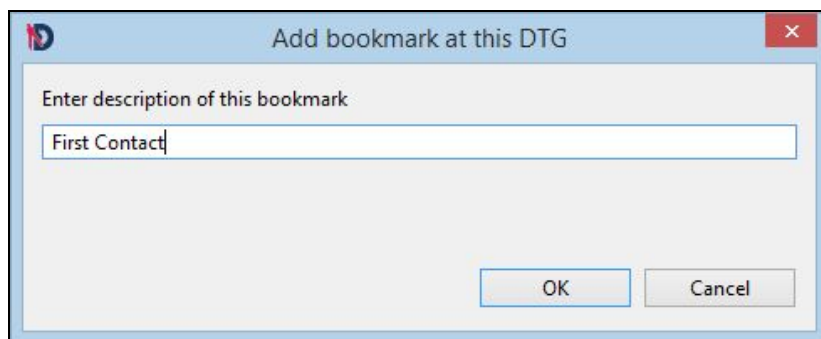 Add bookmark at this DTG
Enter description of this bookmark
First Contact
OK Cancel